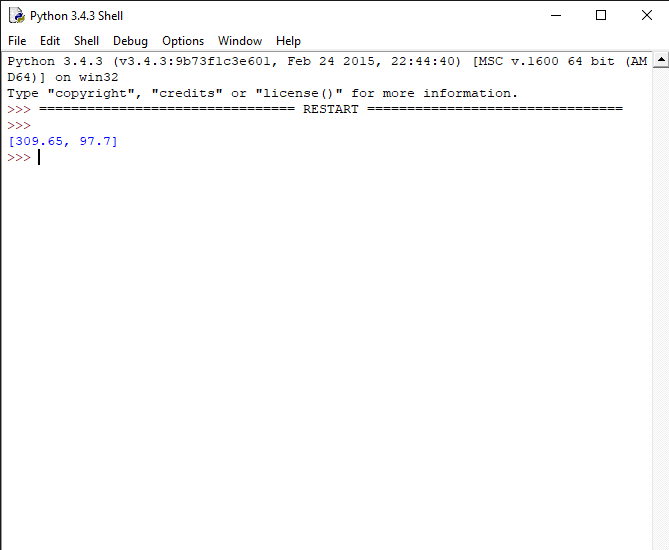 Python 3.4.3 Shell
File Edit Shell Debug Options Window Help
Python 3.4.3 (v3.4.3:9b73f1c3e601, Feb 24 2015, 22:44:40) [MSC v.1600 64 bit (AM
D64)] on win32
Type "copyright", "credits" or "license()" for more information.
>>> ================================ RESTART ================================
>>>
[309.65, 97.7]
>>>